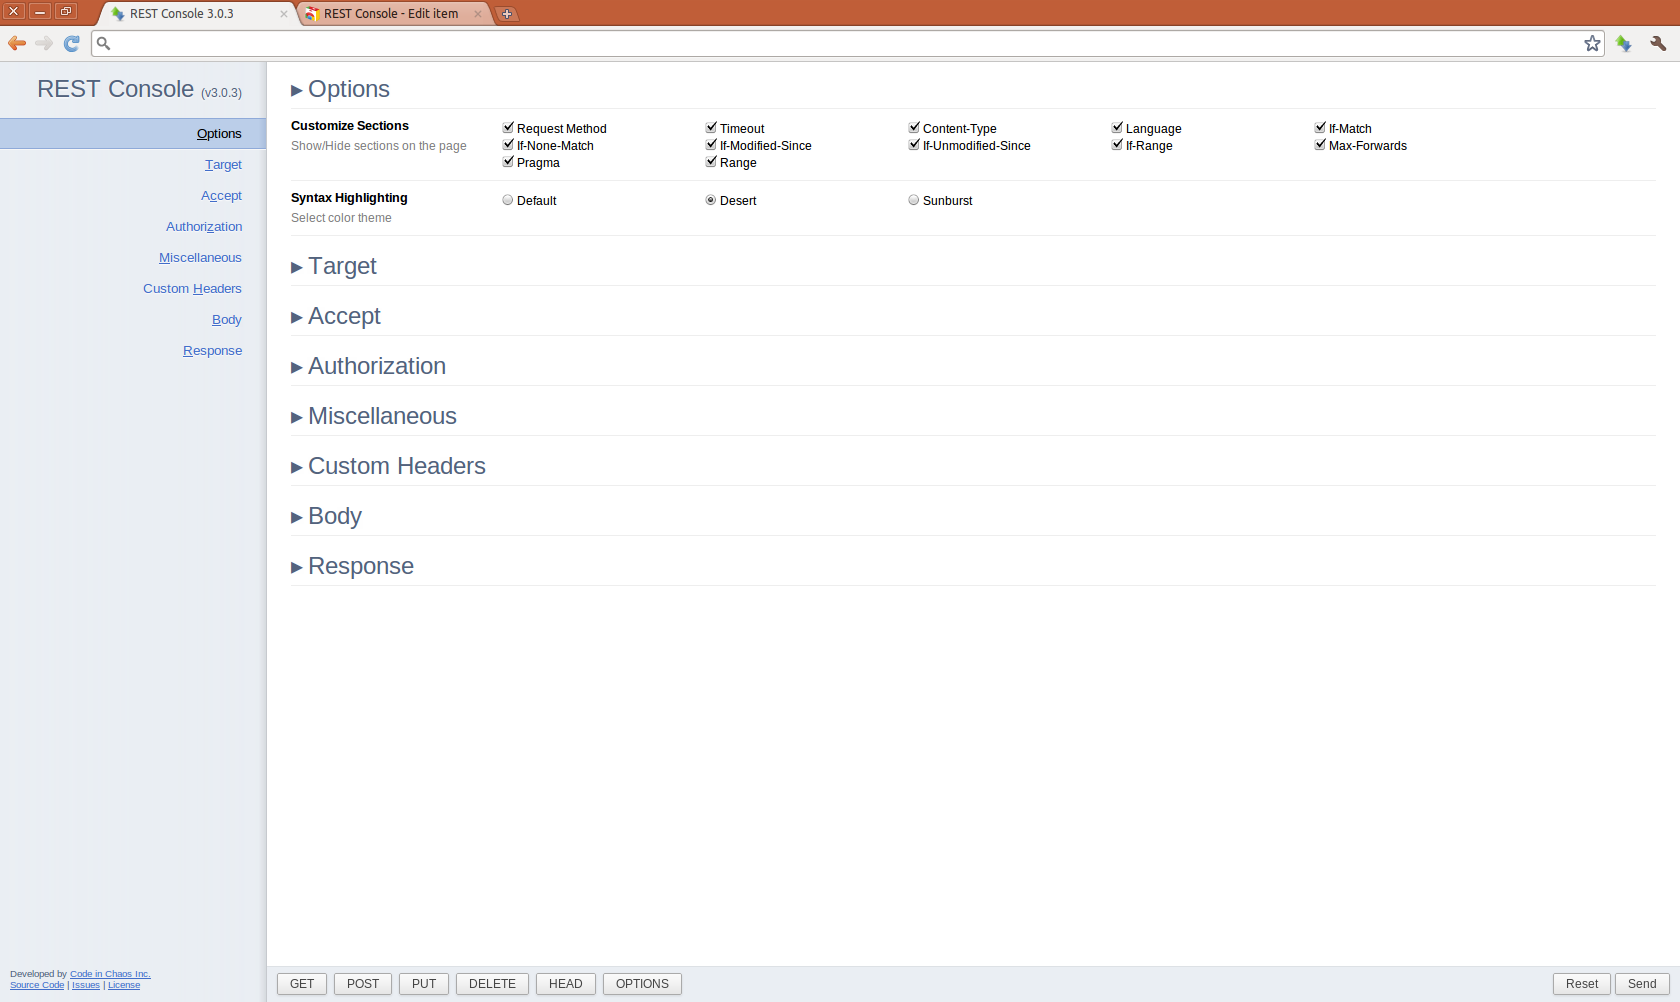 REST Console 3.0.3
REST Console - Edit item
REST Console (v3.0.3)
Options
Target
Accept
Authorization
Miscellaneous
Custom Headers
Body
Response
Developed by Code in Chaos Inc.
Source Code | Issues | License
▶ Options
Customize Sections
Show/Hide sections on the page
Request Method Timeout Content-Type Language If-Match
If-None-Match If-Modified-Since If-Unmodified-Since If-Range Max-Forwards
Pragma Range
Syntax Highlighting
Select color theme
Default Desert Sunburst
▶ Target
▶ Accept
▶ Authorization
▶ Miscellaneous
▶ Custom Headers
▶ Body
▶ Response
GET POST PUT DELETE HEAD OPTIONS Reset Send